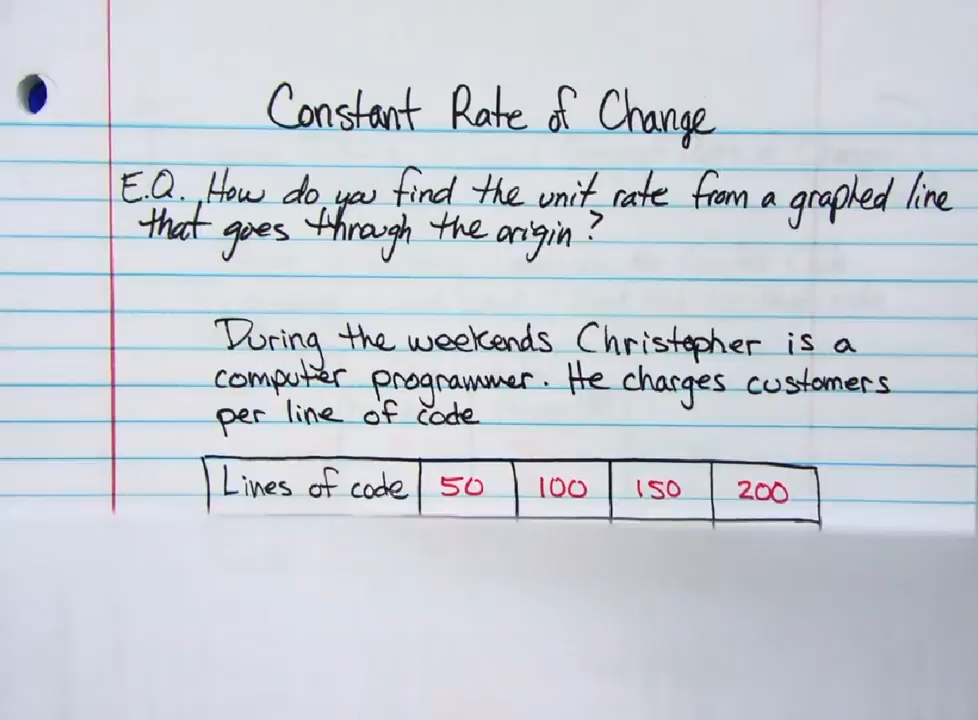 Constant Rate of Change
E.Q. How do you find the unit rate from a graphed line
that goes through the origin?
During the weekends Christopher is a
computer programmer. He charges customers
per line of code
Lines of code 50 100 150 200